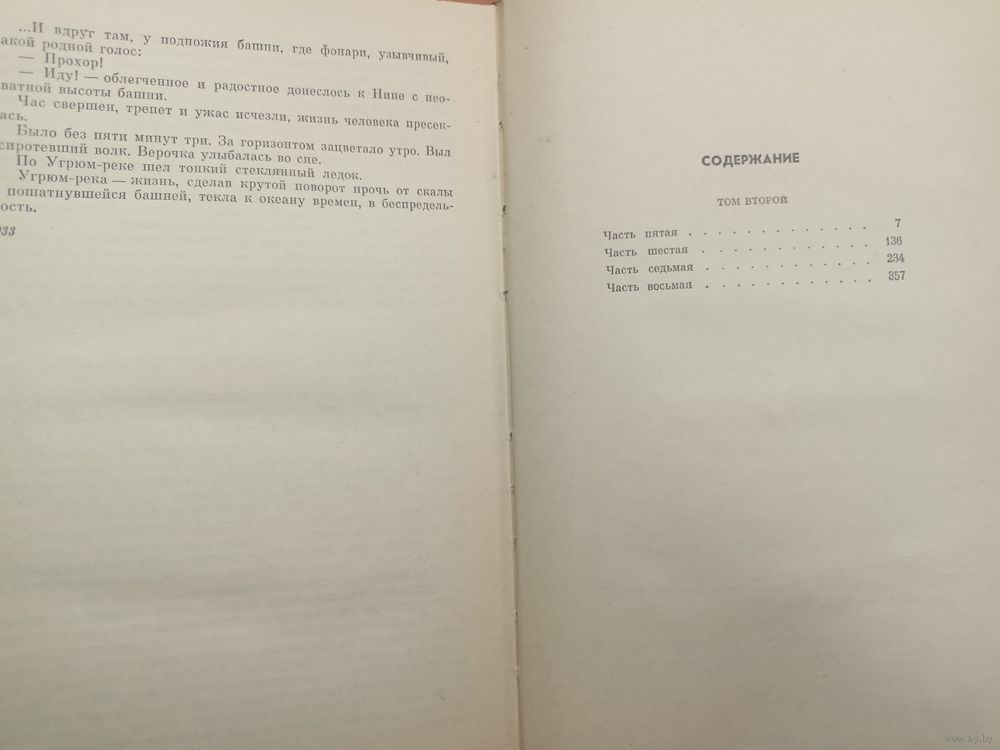 ...И вдруг там, у подножия башни, где фонари, узывчивый,
акой родной голос:
— Прохор!
— Иду! — облегченное и радостное донеслось к Нине с нео-
ватной высоты башни.
Час свершен, трепет и ужас исчезли, жизнь человека пресек-
ась.
Было без пяти минут три. За горизонтом зацветало утро. Выл
сиротевший волк. Верочка улыбалась во сне.
По Угрюм-реке шел тонкий стеклянный ледок.
Угрюм-река — жизнь, сделав крутой поворот прочь от скалы
пошатнувшейся башней, текла к океану времен, в беспредель-
ость.
933
СОДЕРЖАНИЕ
ТОМ ВТОРОЙ
Часть пятая . . . . . . . . . . . . . 7
Часть шестая . . . . . . . . . . . . 136
Часть седьмая . . . . . . . . . . . . 234
Часть восьмая . . . . . . . . . . . . 357
www.ay.by